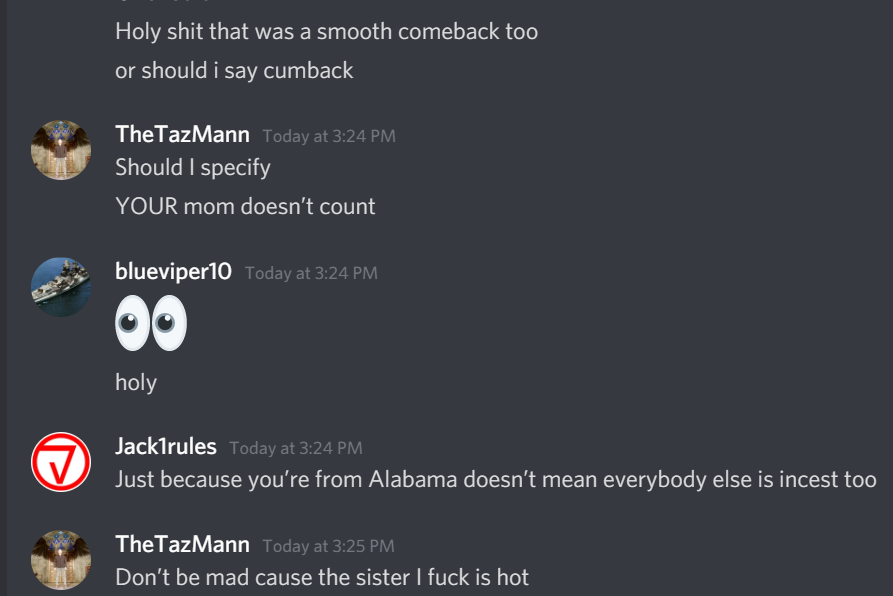 Holy shit that was a smooth comeback too
or should i say cumback
TheTazMann Today at 3:24 PM
Should I specify
YOUR mom doesn't count
blueviper10 Today at 3:24 PM
holy
Jack1rules Today at 3:24 PM
Just because you're from Alabama doesn't mean everybody else is incest too
TheTazMann Today at 3:25 PM
Don't be mad cause the sister I fuck is hot